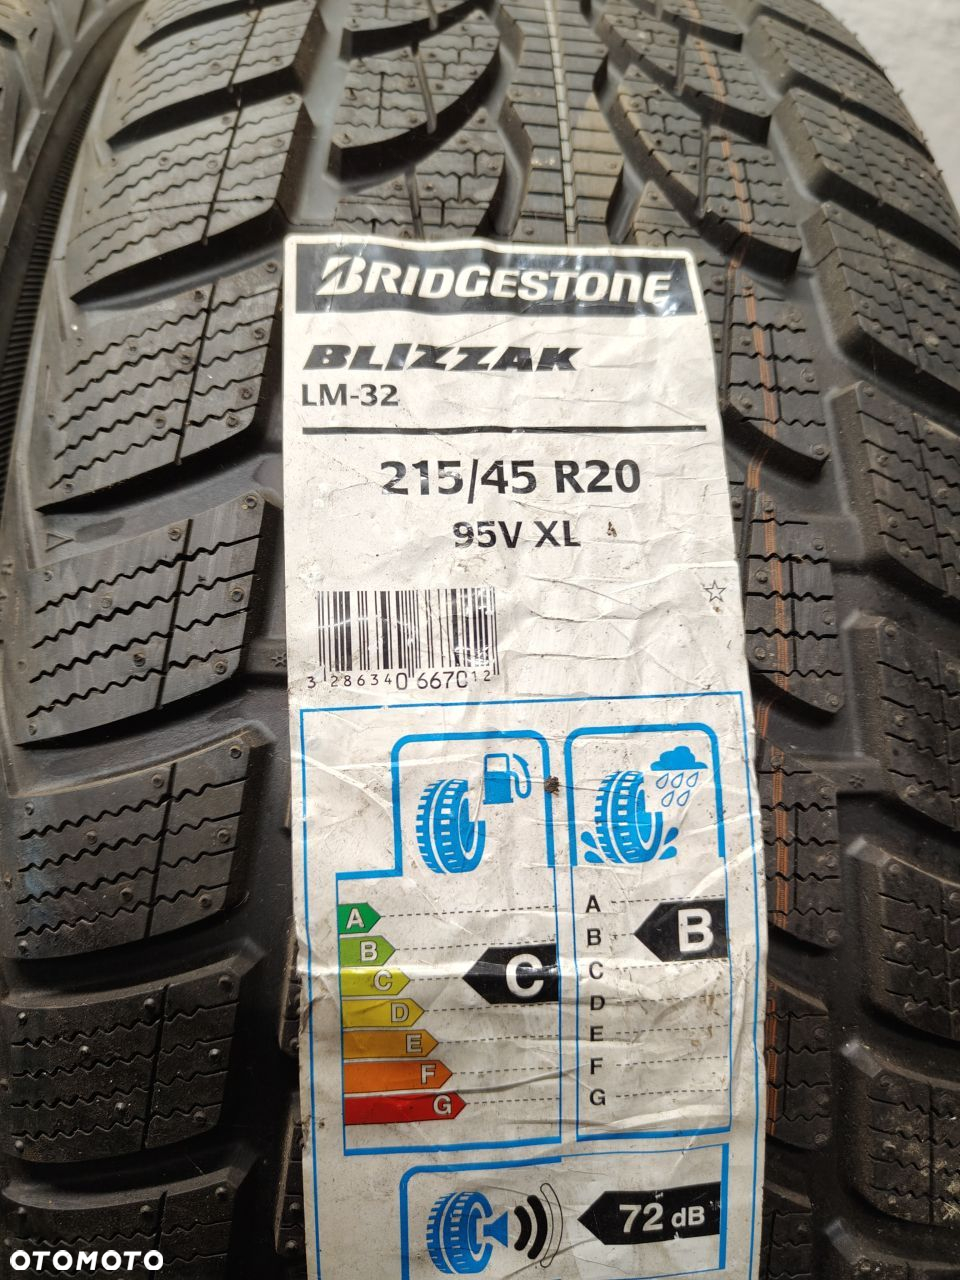 BRIDGESTONE
BLIZZAK
LM-32
215/45 R20
95V XL
3 286340 667012
A
B
C
D
E
F
G
C
A
B
C
D
E
F
G
B
72 dB
OTOMOTO